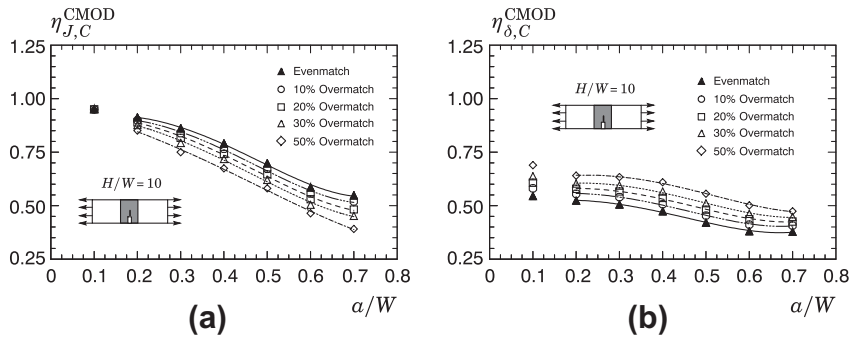 η_{J,C}^{CMOD}
1.25
1.00
0.75
0.50
0.25
0 0.1 0.2 0.3 0.4 0.5 0.6 0.7 0.8
Evenmatch
10% Overmatch
20% Overmatch
30% Overmatch
50% Overmatch
H/W=10
a/W
(a)
η_{δ,C}^{CMOD}
1.25
1.00
0.75
0.50
0.25
0 0.1 0.2 0.3 0.4 0.5 0.6 0.7 0.8
H/W=10
Evenmatch
10% Overmatch
20% Overmatch
30% Overmatch
50% Overmatch
a/W
(b)